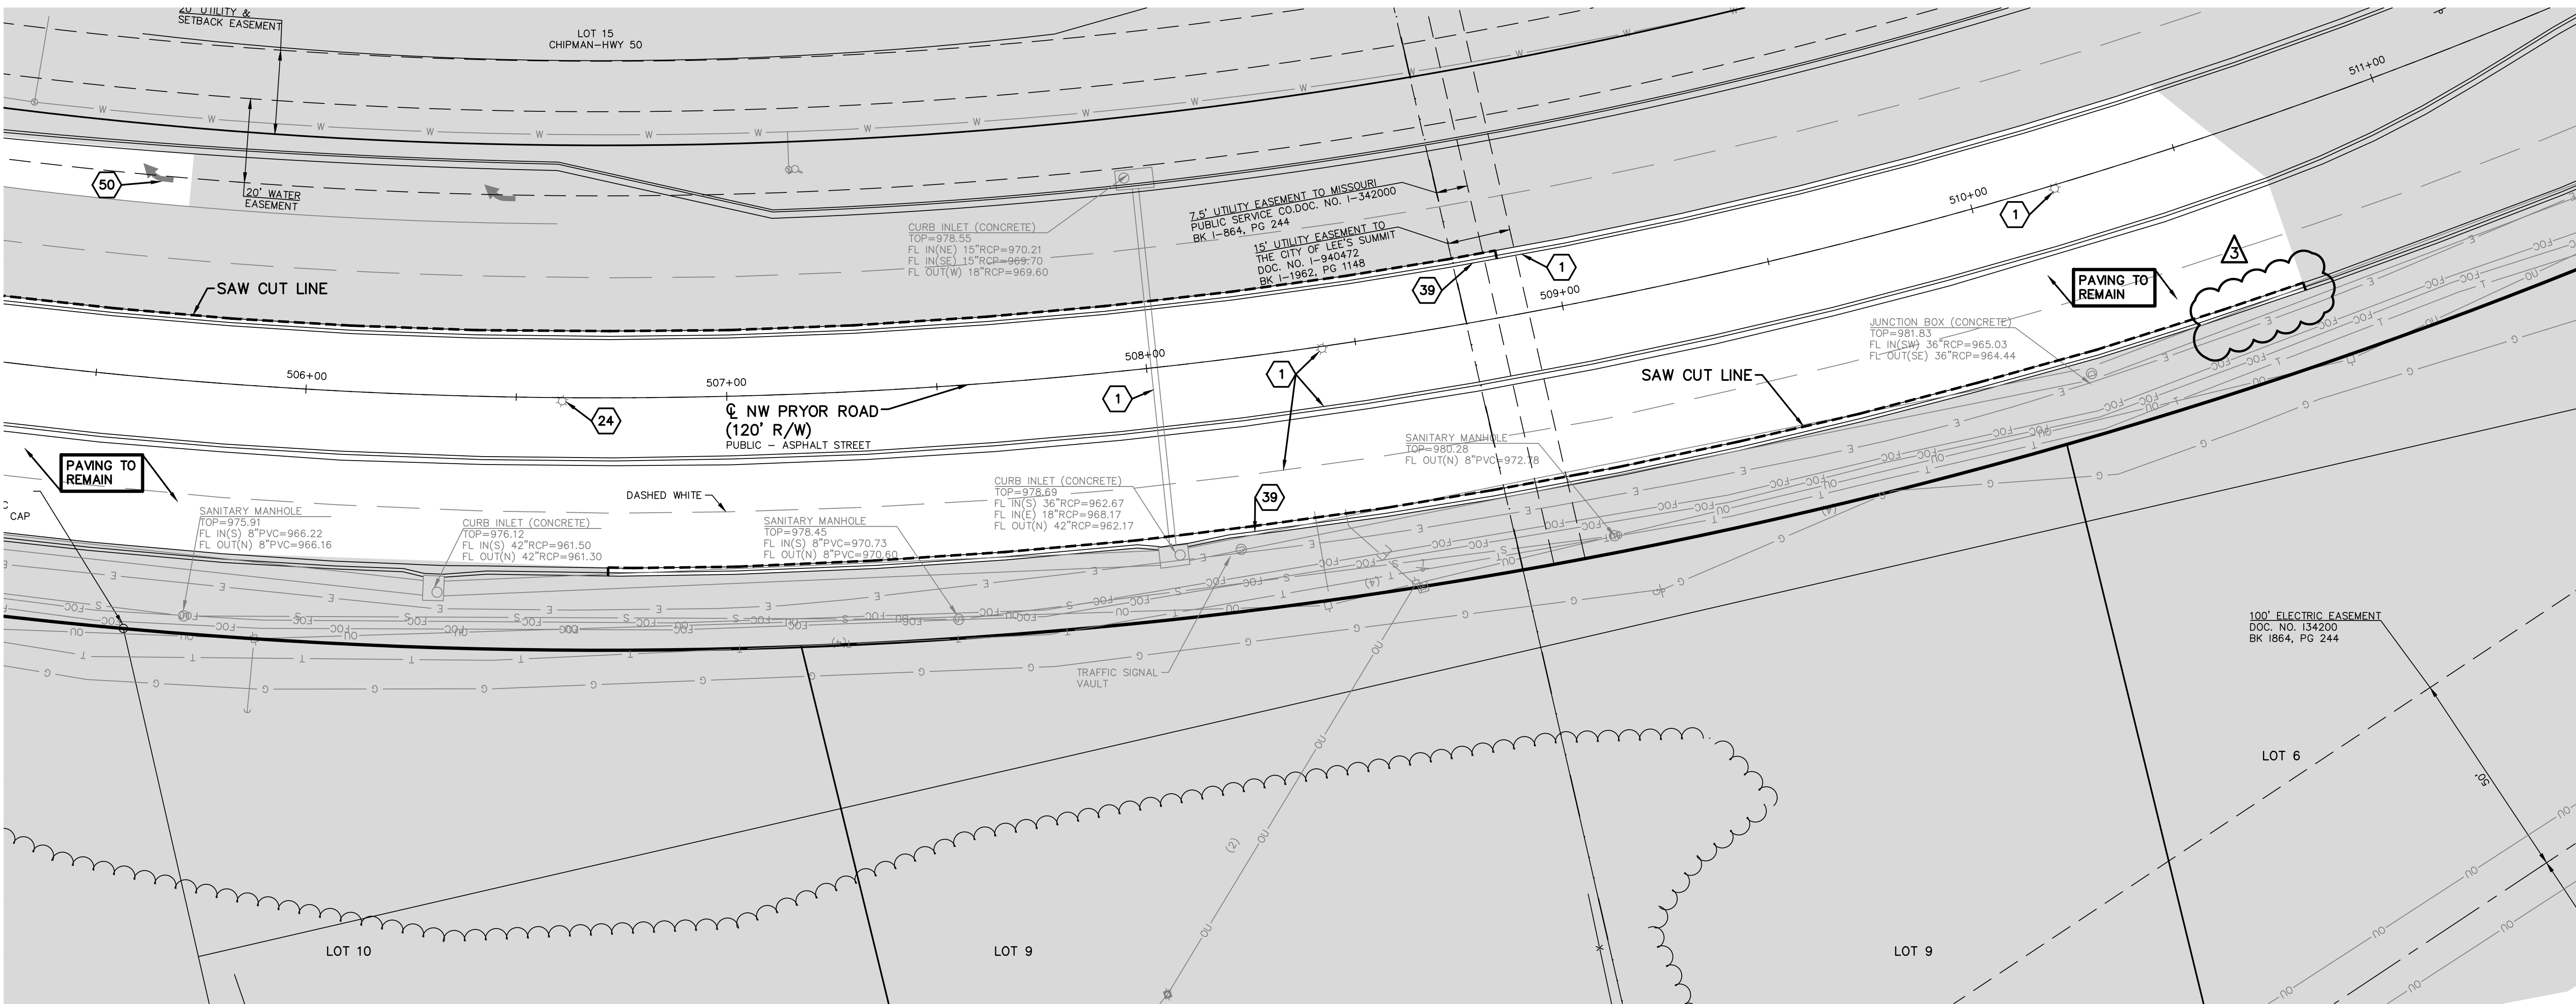 20' UTILITY &
SETBACK EASEMENT
LOT 15
CHIPMAN-HWY 50
511+00
50
20' WATER
EASEMENT
CURB INLET (CONCRETE)
TOP=978.55
FL IN(NE) 15"RCP=970.21
FL IN(SE) 15"RCP=969.70
FL OUT(W) 18"RCP=969.60
7.5' UTILITY EASEMENT TO MISSOURI
PUBLIC SERVICE CO.DOC. NO. I-342000
BK I-864, PG 244
15' UTILITY EASEMENT TO
THE CITY OF LEE'S SUMMIT
DOC. NO. I-940472
BK I-1962, PG 1148
510+00
1
3
PAVING TO
REMAIN
SAW CUT LINE
39
1
509+00
JUNCTION BOX (CONCRETE)
TOP=981.83
FL IN(SW) 36"RCP=965.03
FL OUT(SE) 36"RCP=964.44
506+00
507+00
508+00
1
1
24
SAW CUT LINE
℄ NW PRYOR ROAD
(120' R/W)
PUBLIC - ASPHALT STREET
SANITARY MANHOLE
TOP=980.28
FL OUT(N) 8"PVC=972.78
PAVING TO
REMAIN
C
CAP
DASHED WHITE
39
SANITARY MANHOLE
TOP=975.91
FL IN(S) 8"PVC=966.22
FL OUT(N) 8"PVC=966.16
CURB INLET (CONCRETE)
TOP=976.12
FL IN(S) 42"RCP=961.50
FL OUT(N) 42"RCP=961.30
SANITARY MANHOLE
TOP=978.45
FL IN(S) 8"PVC=970.73
FL OUT(N) 8"PVC=970.60
CURB INLET (CONCRETE)
TOP=978.69
FL IN(S) 36"RCP=962.67
FL IN(E) 18"RCP=968.17
FL OUT(N) 42"RCP=962.17
TRAFFIC SIGNAL
VAULT
100' ELECTRIC EASEMENT
DOC. NO. 134200
BK 1864, PG 244
LOT 6
50'
(2)
LOT 10
LOT 9
LOT 9